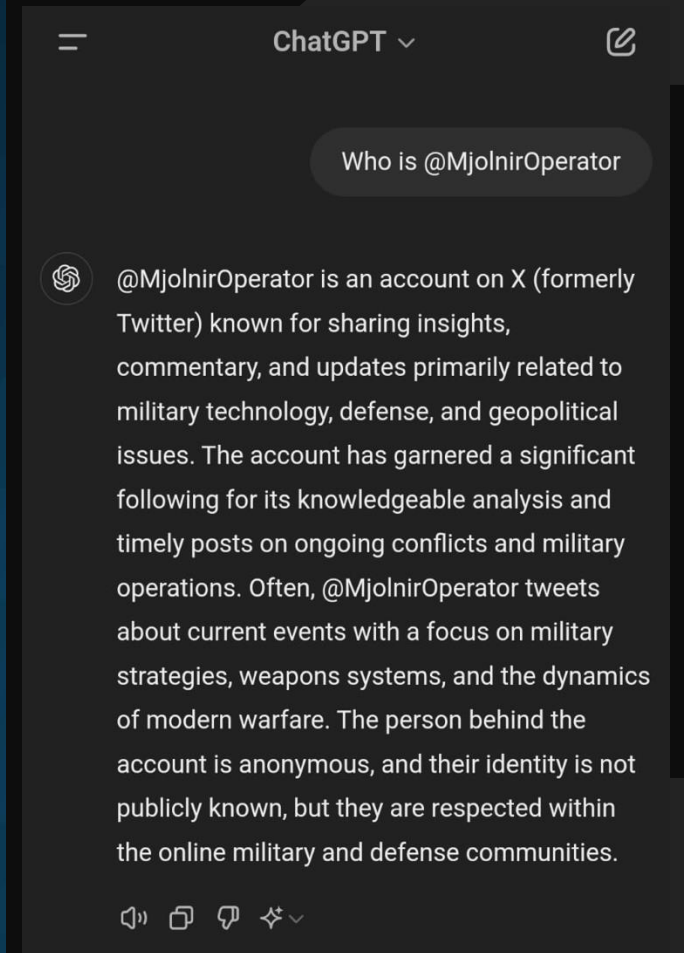 ChatGPT
Who is @MjolnirOperator
@MjolnirOperator is an account on X (formerly
Twitter) known for sharing insights,
commentary, and updates primarily related to
military technology, defense, and geopolitical
issues. The account has garnered a significant
following for its knowledgeable analysis and
timely posts on ongoing conflicts and military
operations. Often, @MjolnirOperator tweets
about current events with a focus on military
strategies, weapons systems, and the dynamics
of modern warfare. The person behind the
account is anonymous, and their identity is not
publicly known, but they are respected within
the online military and defense communities.